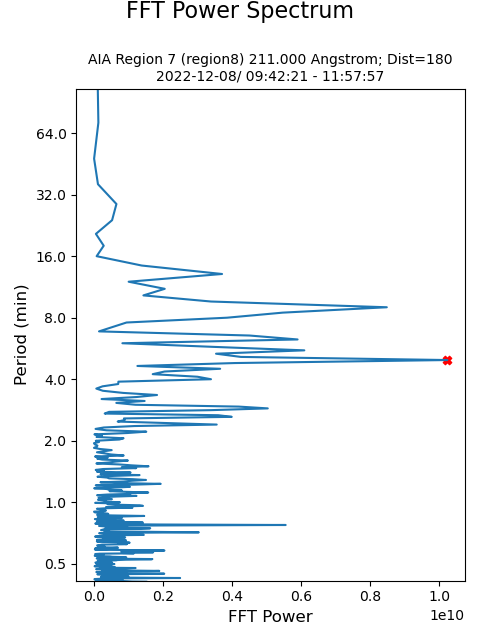 FFT Power Spectrum
AIA Region 7 (region8) 211.000 Angstrom; Dist=180
2022-12-08/ 09:42:21 - 11:57:57
64.0
32.0
16.0
8.0
4.0
2.0
1.0
0.5
Period (min)
0.0 0.2 0.4 0.6 0.8 1.0
1e10
FFT Power